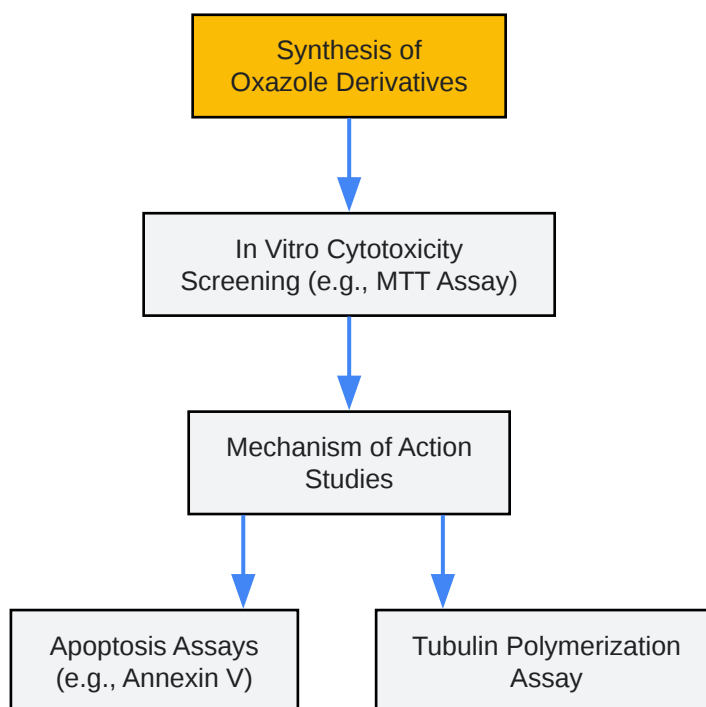 Synthesis of
Oxazole Derivatives
In Vitro Cytotoxicity
Screening (e.g., MTT Assay)
Mechanism of Action
Studies
Apoptosis Assays
(e.g., Annexin V)
Tubulin Polymerization
Assay